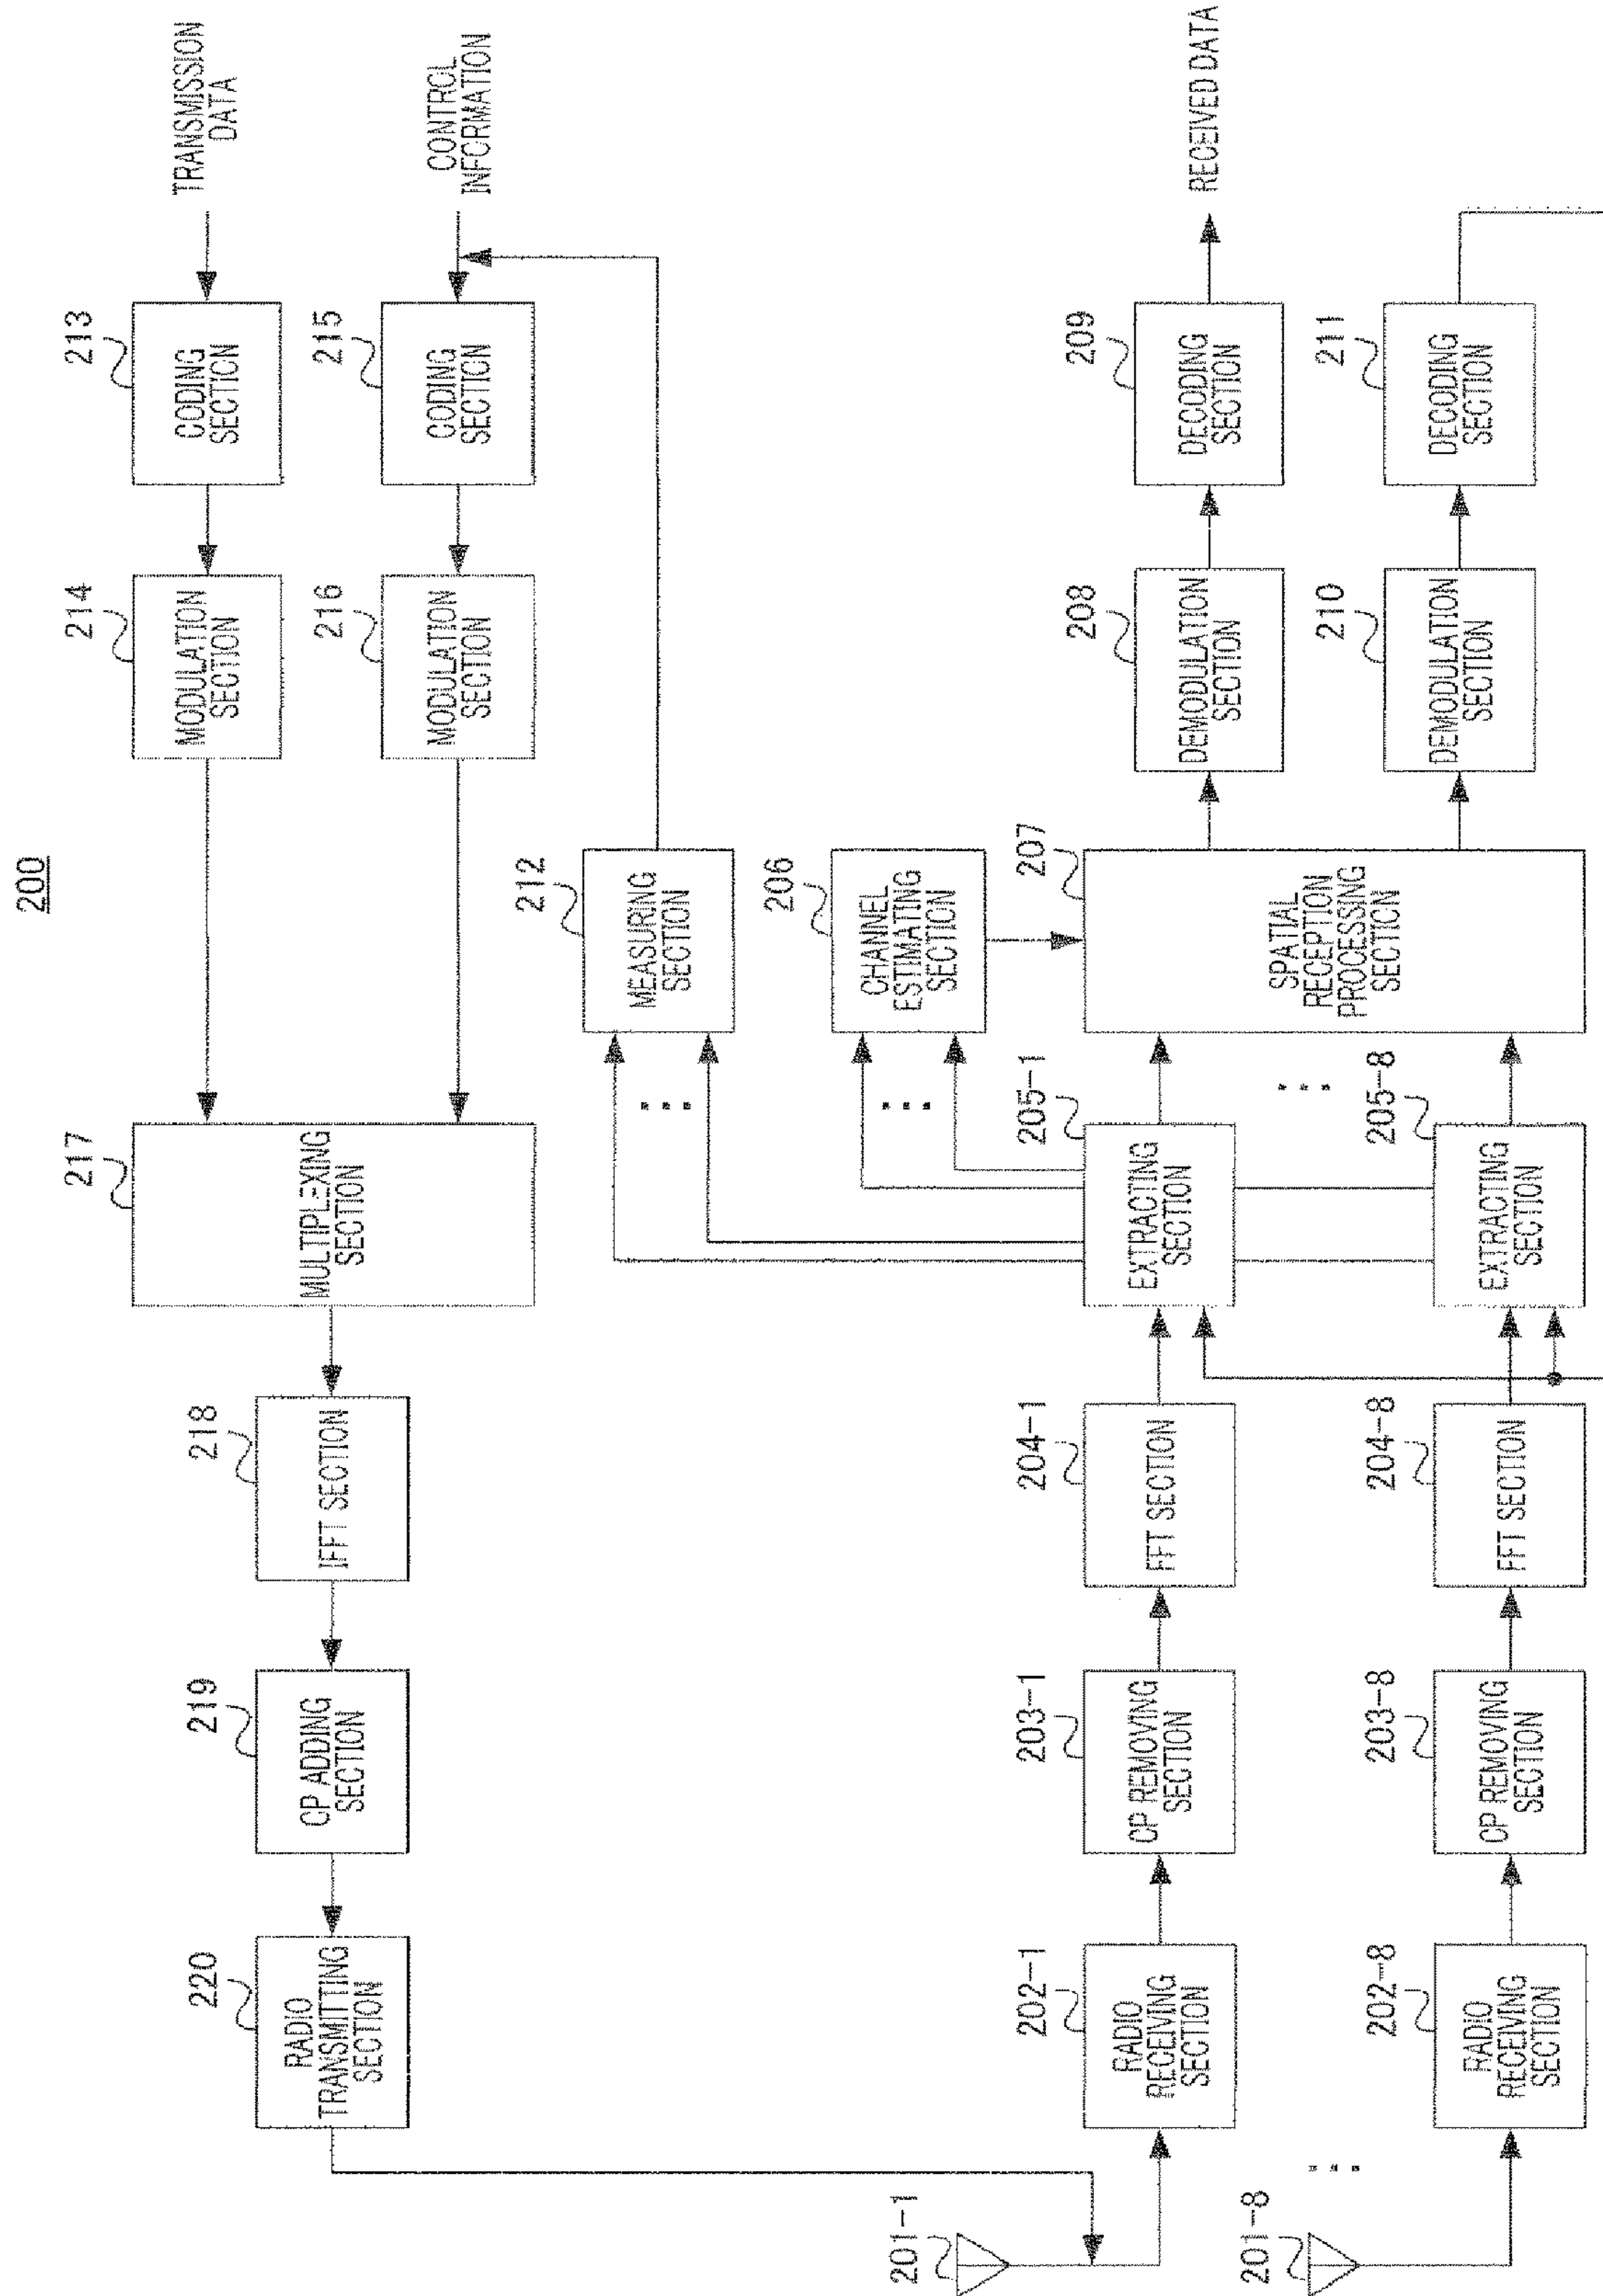 200
220
RADIO
TRANSMITTING
SECTION
219
CP ADDING
SECTION
218
IFFT SECTION
217
MULTIPLEXING
SECTION
214
MODULATION
SECTION
213
CODING
SECTION
TRANSMISSION
DATA
216
MODULATION
SECTION
215
CODING
SECTION
CONTROL
INFORMATION
212
MEASURING
SECTION
206
CHANNEL
ESTIMATING
SECTION
201-1
202-1
RADIO
RECEIVING
SECTION
203-1
CP REMOVING
SECTION
204-1
FFT SECTION
205-1
EXTRACTING
SECTION
207
SPATIAL
RECEPTION
PROCESSING
SECTION
208
DEMODULATION
SECTION
209
DECODING
SECTION
RECEIVED DATA
201-8
202-8
RADIO
RECEIVING
SECTION
203-8
CP REMOVING
SECTION
204-8
FFT SECTION
205-8
EXTRACTING
SECTION
210
DEMODULATION
SECTION
211
DECODING
SECTION